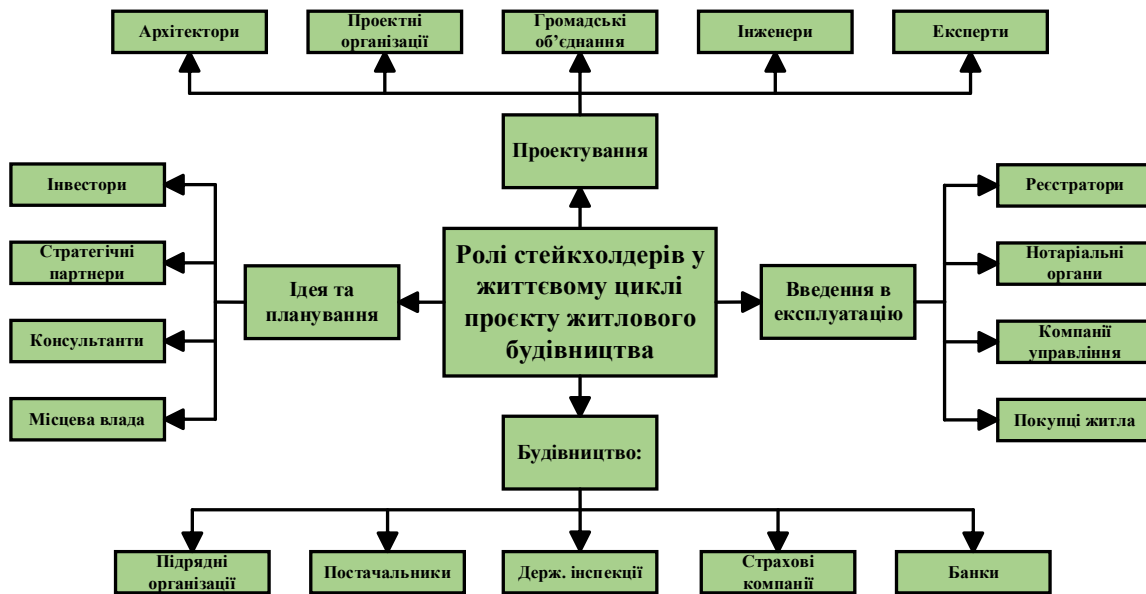 Архітектори
Проектні
організації
Громадські
об’єднання
Інженери
Експерти
Проектування
Інвестори
Стратегічні
партнери
Консультанти
Місцева влада
Ідея та
планування
Ролі стейкхолдерів у
життєвому циклі
проєкту житлового
будівництва
Введення в
експлуатацію
Реєстратори
Нотаріальні
органи
Компанії
управління
Покупці житла
Будівництво:
Підрядні
організації
Постачальники
Держ. інспекції
Страхові
компанії
Банки